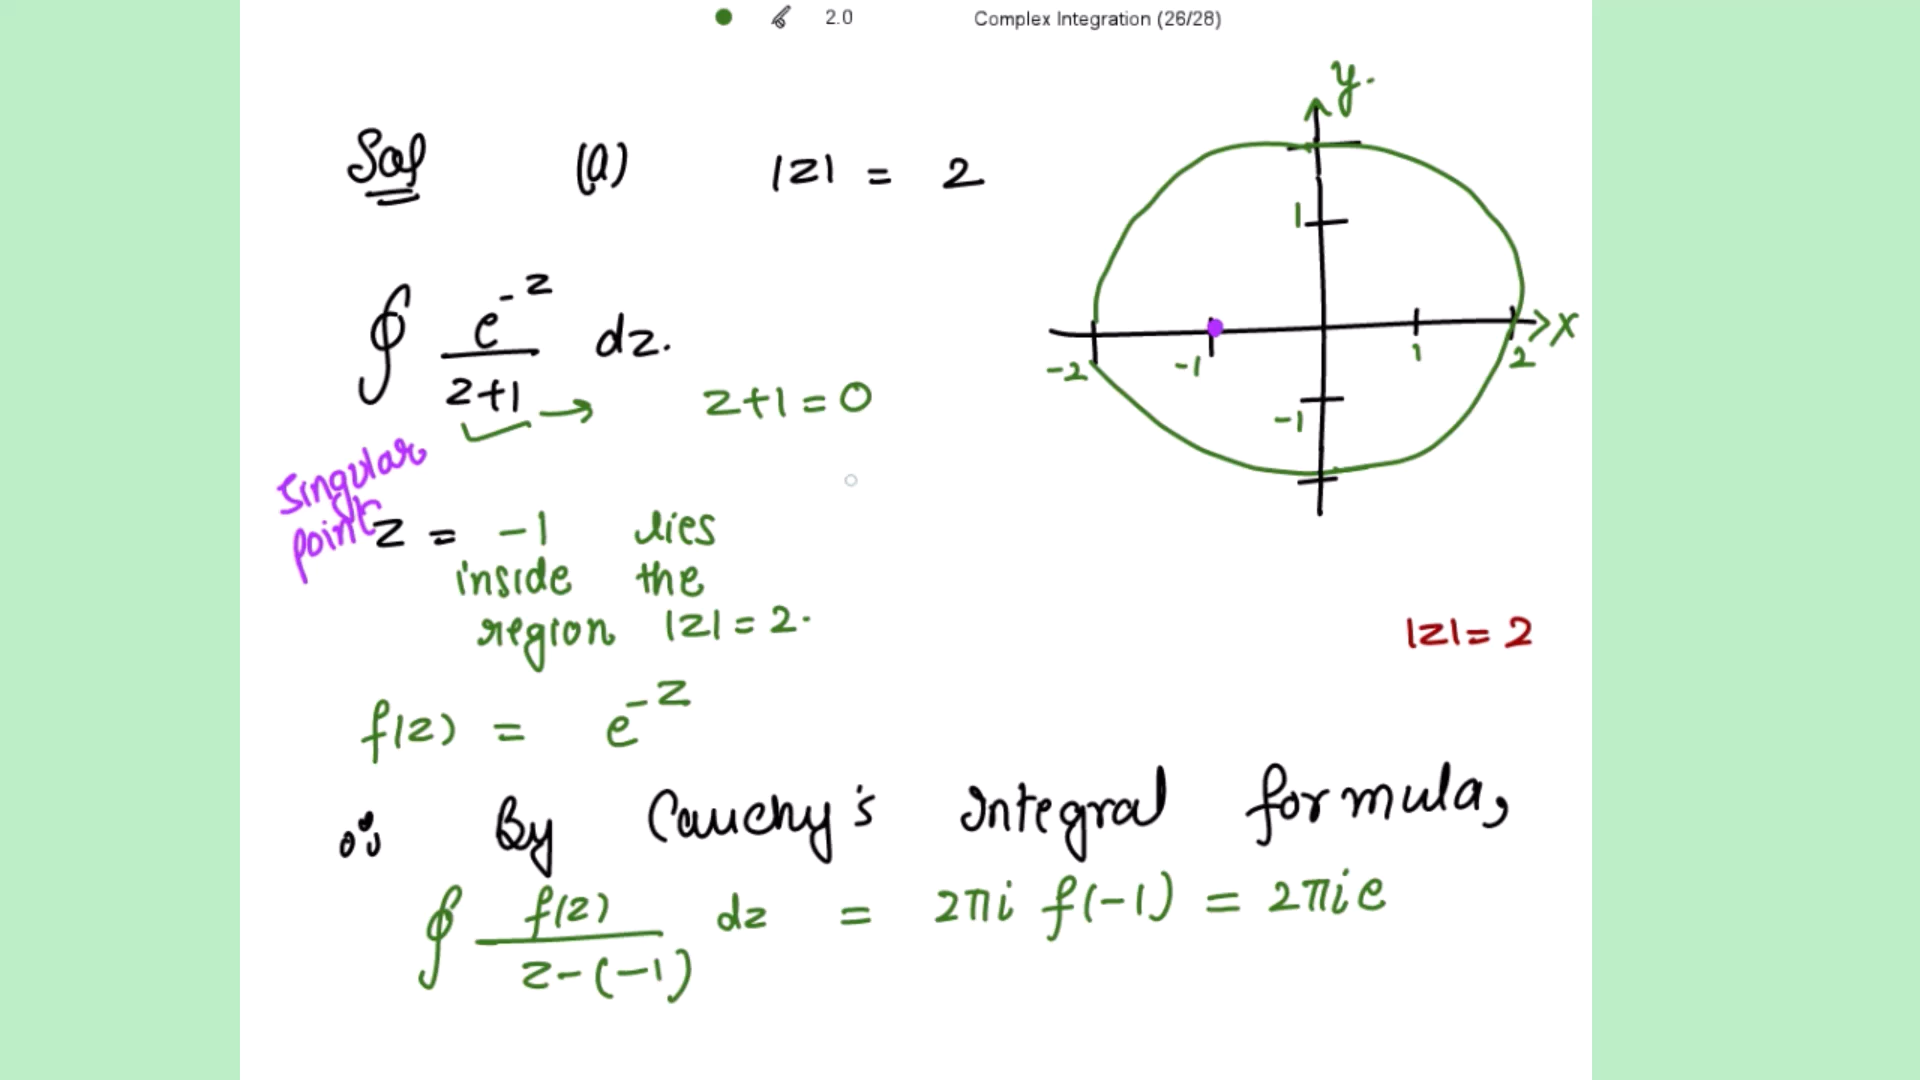 2.0 Complex Integration (26/28)
Sol (a) |z| = 2
∮ e^{-z}/(z+1) dz.
z+1 = 0
Singular point
z = -1 lies
inside the
region |z| = 2.
f(z) = e^{-z}
∴ By Cauchy's Integral formula,
∮ f(z)/(z-(-1)) dz = 2πi f(-1) = 2πie
y.
1
-2 -1 1 2 x
-1
|z| = 2